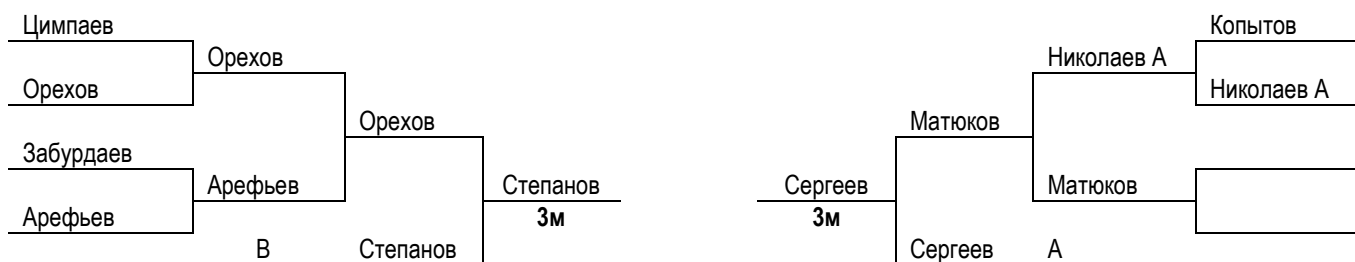 Цимпаев
Копытов
Орехов
Николаев А
Орехов
Николаев А
Орехов
Матюков
Забурдаев
Арефьев
Степанов
Сергеев
Матюков
Арефьев
3м
3м
В
Степанов
Сергеев
А